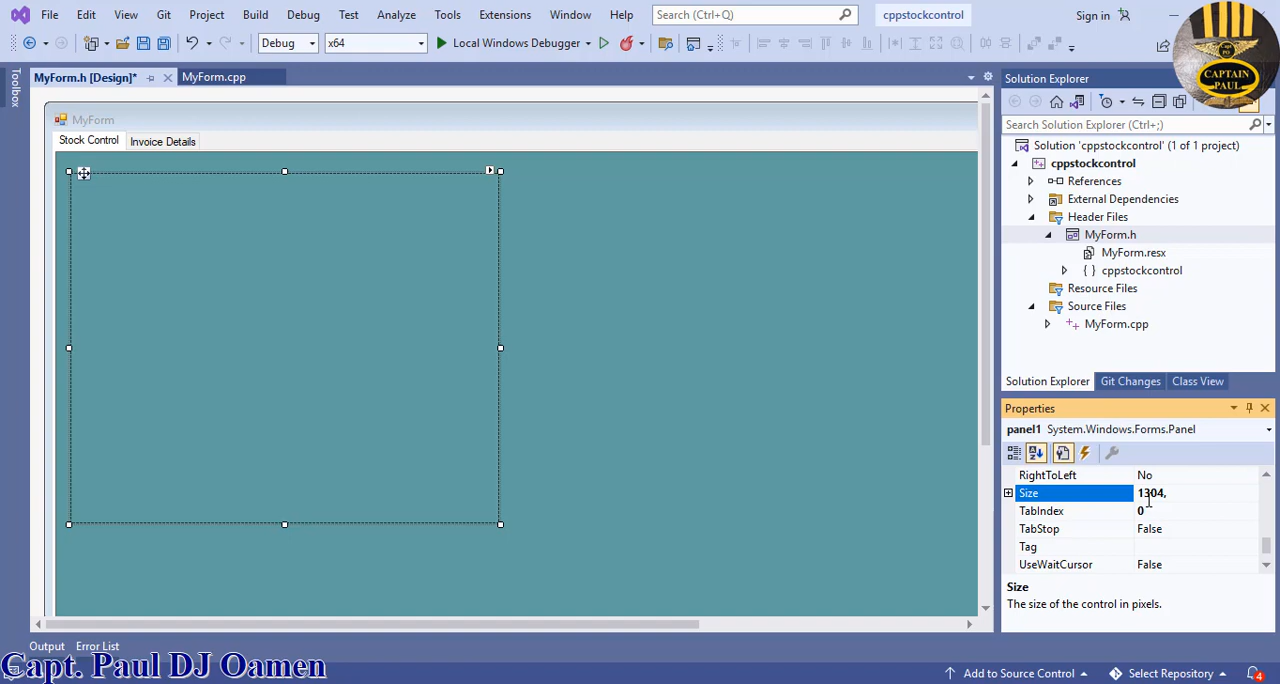 File Edit View Git Project Build Debug Test Analyze Tools Extensions Window Help Search (Ctrl+Q) cppstockcontrol Sign in
Debug x64 Local Windows Debugger
CAPTAIN PAUL
MyForm.h [Design]* MyForm.cpp
Toolbox
MyForm
Stock Control Invoice Details
Solution Explorer
Search Solution Explorer (Ctrl+;)
Solution 'cppstockcontrol' (1 of 1 project)
cppstockcontrol
References
External Dependencies
Header Files
MyForm.h
MyForm.resx
{ } cppstockcontrol
Resource Files
Source Files
MyForm.cpp
Solution Explorer Git Changes Class View
Properties
panel1 System.Windows.Forms.Panel
RightToLeft No
Size 1304,
TabIndex 0
TabStop False
Tag
UseWaitCursor False
Size
The size of the control in pixels.
Output Error List
Capt. Paul DJ Oamen
Add to Source Control Select Repository 4